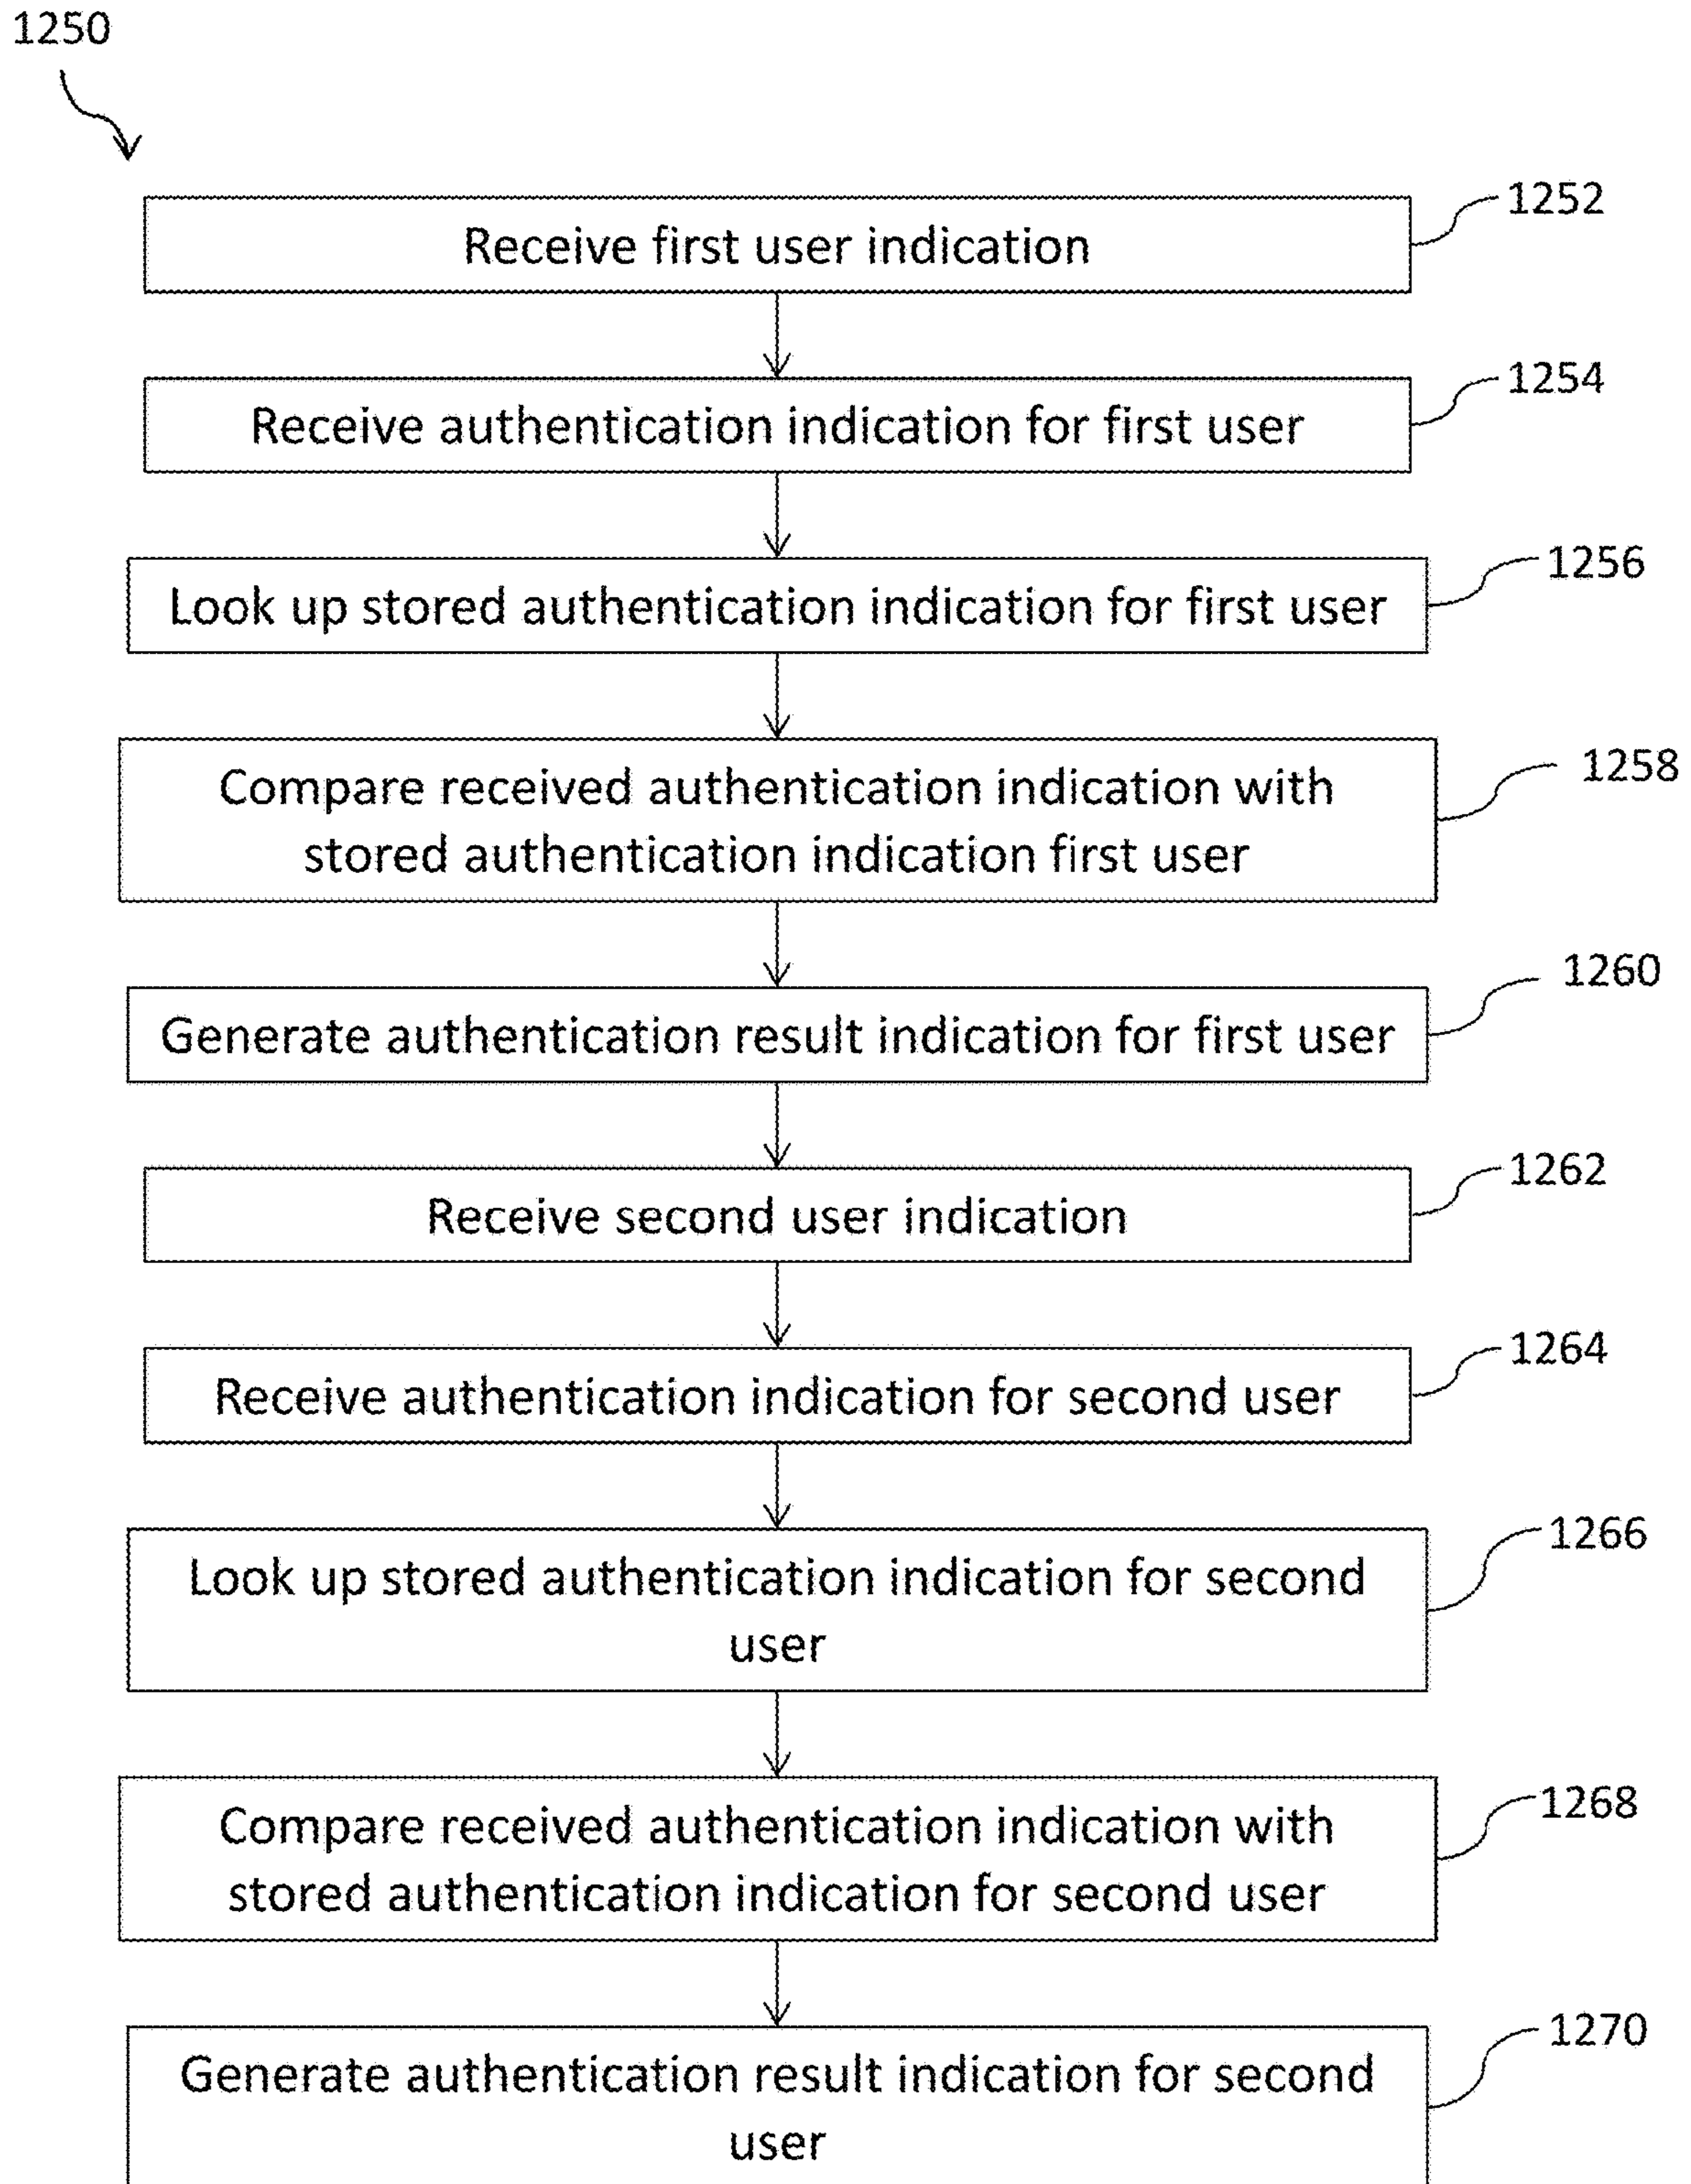 1250
1252
Receive first user indication
1254
Receive authentication indication for first user
1256
Look up stored authentication indication for first user
1258
Compare received authentication indication with
stored authentication indication first user
1260
Generate authentication result indication for first user
1262
Receive second user indication
1264
Receive authentication indication for second user
1266
Look up stored authentication indication for second
user
1268
Compare received authentication indication with
stored authentication indication for second user
1270
Generate authentication result indication for second
user